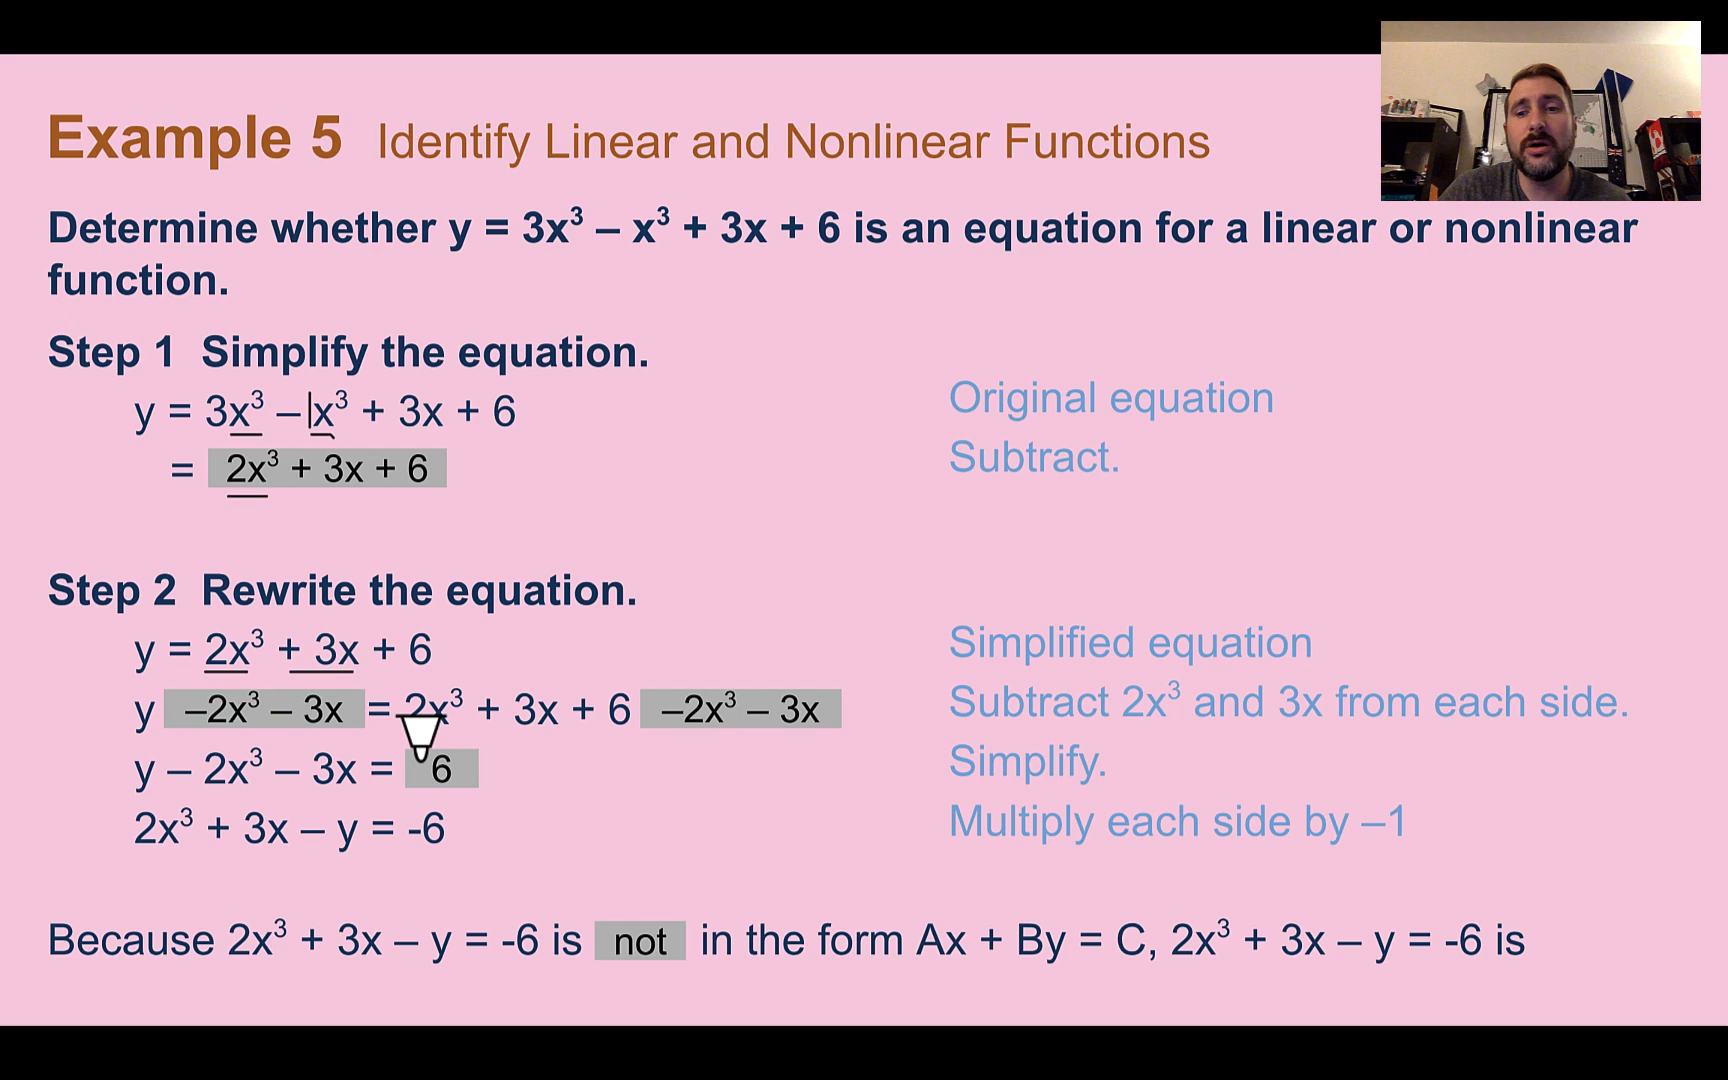 Example 5 Identify Linear and Nonlinear Functions
Determine whether y = 3x³ – x³ + 3x + 6 is an equation for a linear or nonlinear
function.
Step 1 Simplify the equation.
y = 3x³ – |x³ + 3x + 6 Original equation
= 2x³ + 3x + 6 Subtract.
Step 2 Rewrite the equation.
y = 2x³ + 3x + 6 Simplified equation
y –2x³ – 3x = 2x³ + 3x + 6 –2x³ – 3x Subtract 2x³ and 3x from each side.
y – 2x³ – 3x = 6 Simplify.
2x³ + 3x – y = -6 Multiply each side by –1
Because 2x³ + 3x – y = -6 is not in the form Ax + By = C, 2x³ + 3x – y = -6 is